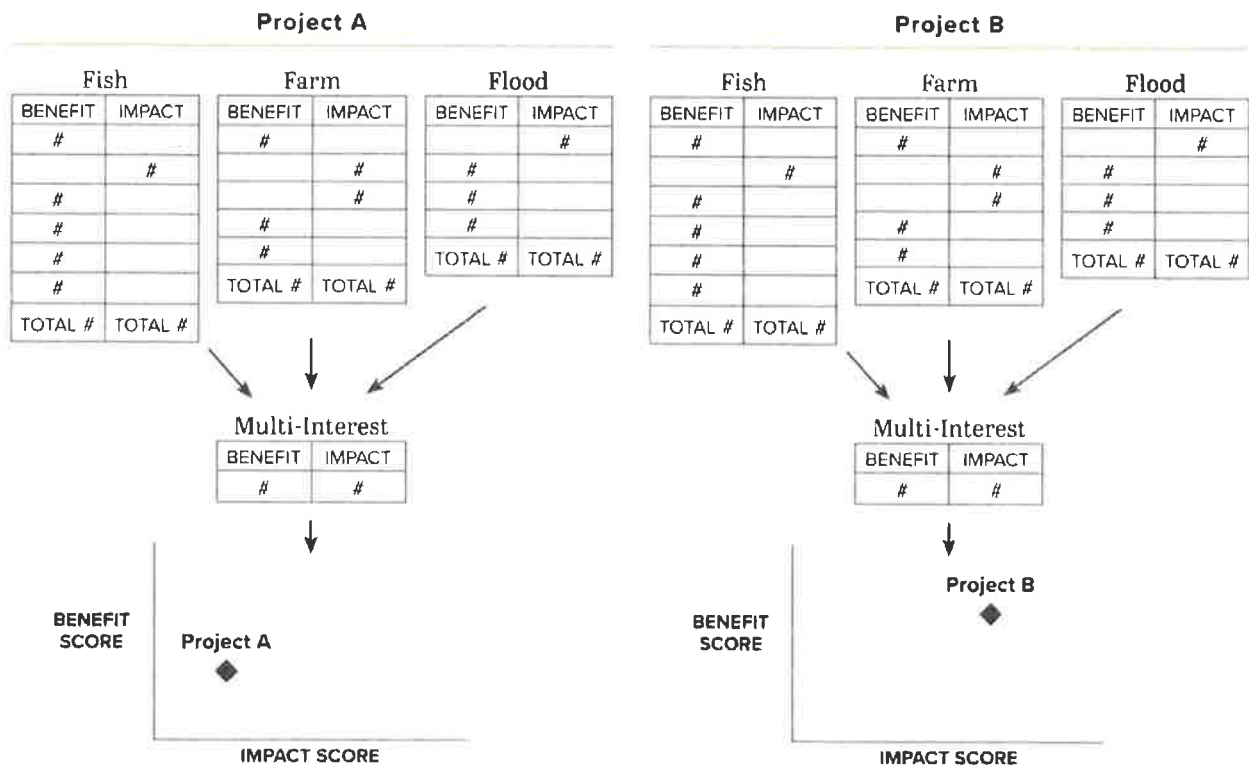 Project A
Fish
Farm
Flood
BENEFIT IMPACT
#
#
#
#
#
#
TOTAL # TOTAL #
BENEFIT IMPACT
#
#
#
#
#
TOTAL # TOTAL #
BENEFIT IMPACT
#
#
#
#
TOTAL # TOTAL #
Multi-Interest
BENEFIT IMPACT
# #
BENEFIT
SCORE
Project A
IMPACT SCORE
Project B
Fish
Farm
Flood
BENEFIT IMPACT
#
#
#
#
#
#
TOTAL # TOTAL #
BENEFIT IMPACT
#
#
#
#
#
TOTAL # TOTAL #
BENEFIT IMPACT
#
#
#
#
TOTAL # TOTAL #
Multi-Interest
BENEFIT IMPACT
# #
BENEFIT
SCORE
Project B
IMPACT SCORE